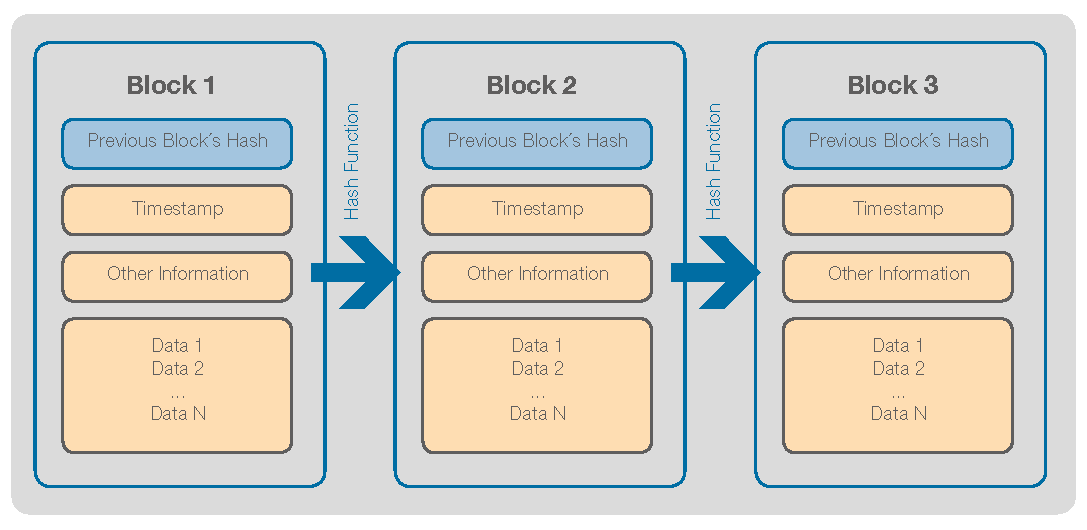 Block 1
Previous Block´s Hash
Timestamp
Other Information
Data 1
Data 2
...
Data N
Hash Function
Block 2
Previous Block´s Hash
Timestamp
Other Information
Data 1
Data 2
...
Data N
Hash Function
Block 3
Previous Block´s Hash
Timestamp
Other Information
Data 1
Data 2
...
Data N